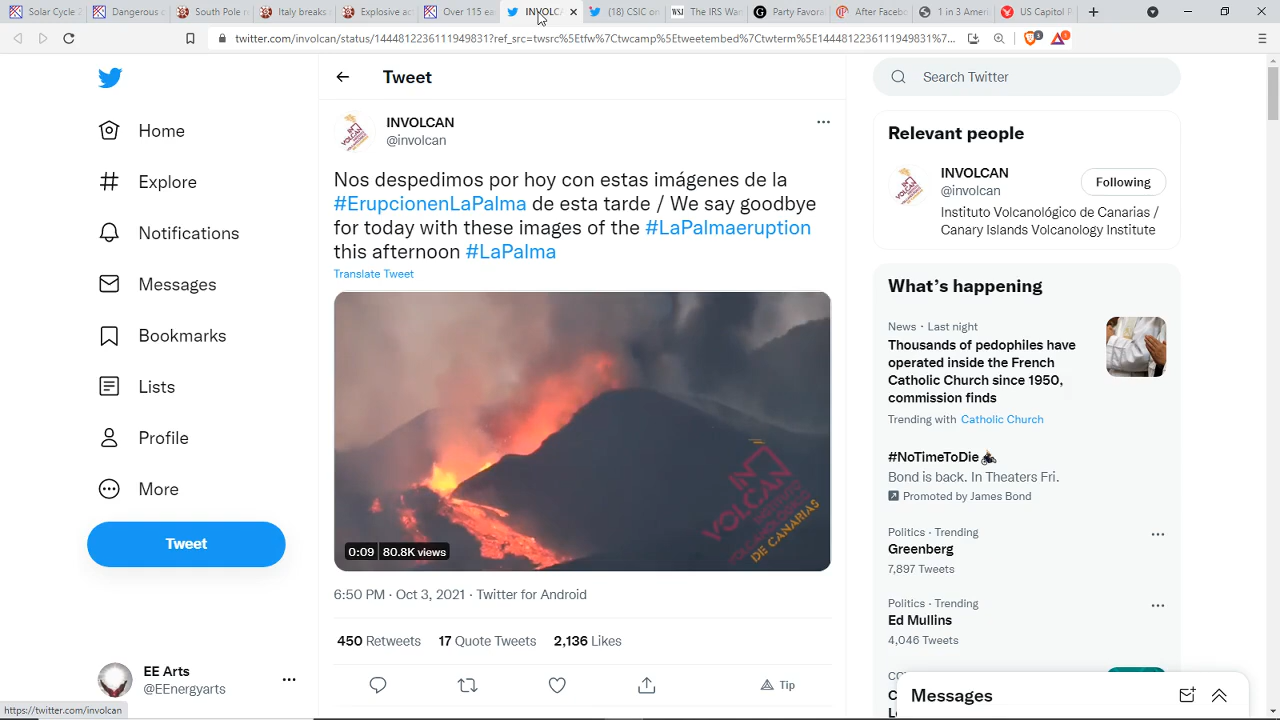 Solar Cycle
Dangerous c
South Pole r
Italy breaks r
Explosive ac
Over 115 ea
INVOLCA
(18) CSIC on
The IRS Wan
Party Favora
After Facebo
1 in 3 Ameri
US Capitol P
twitter.com/involcan/status/1444812236111949831?ref_src=twsrc%5Etfw%7Ctwcamp%5Etweetembed%7Ctwterm%5E1444812236111949831%7...
Home
Explore
Notifications
Messages
Bookmarks
Lists
Profile
More
Tweet
EE Arts
@EEnergyarts
https://twitter.com/involcan
Tweet
INVOLCAN
@involcan
Nos despedimos por hoy con estas imágenes de la
#ErupcionenLaPalma de esta tarde / We say goodbye
for today with these images of the #LaPalmaeruption
this afternoon #LaPalma
Translate Tweet
IN
VOLCAN
INSTITUTO
VOLCANOLÓGICO
DE CANARIAS
0:09 80.8K views
6:50 PM · Oct 3, 2021 · Twitter for Android
450 Retweets 17 Quote Tweets 2,136 Likes
Tip
Search Twitter
Relevant people
INVOLCAN
@involcan
Following
Instituto Volcanológico de Canarias /
Canary Islands Volcanology Institute
What's happening
News · Last night
Thousands of pedophiles have
operated inside the French
Catholic Church since 1950,
commission finds
Trending with Catholic Church
#NoTimeToDie
Bond is back. In Theaters Fri.
Promoted by James Bond
Politics · Trending
Greenberg
7,897 Tweets
Politics · Trending
Ed Mullins
4,046 Tweets
Messages